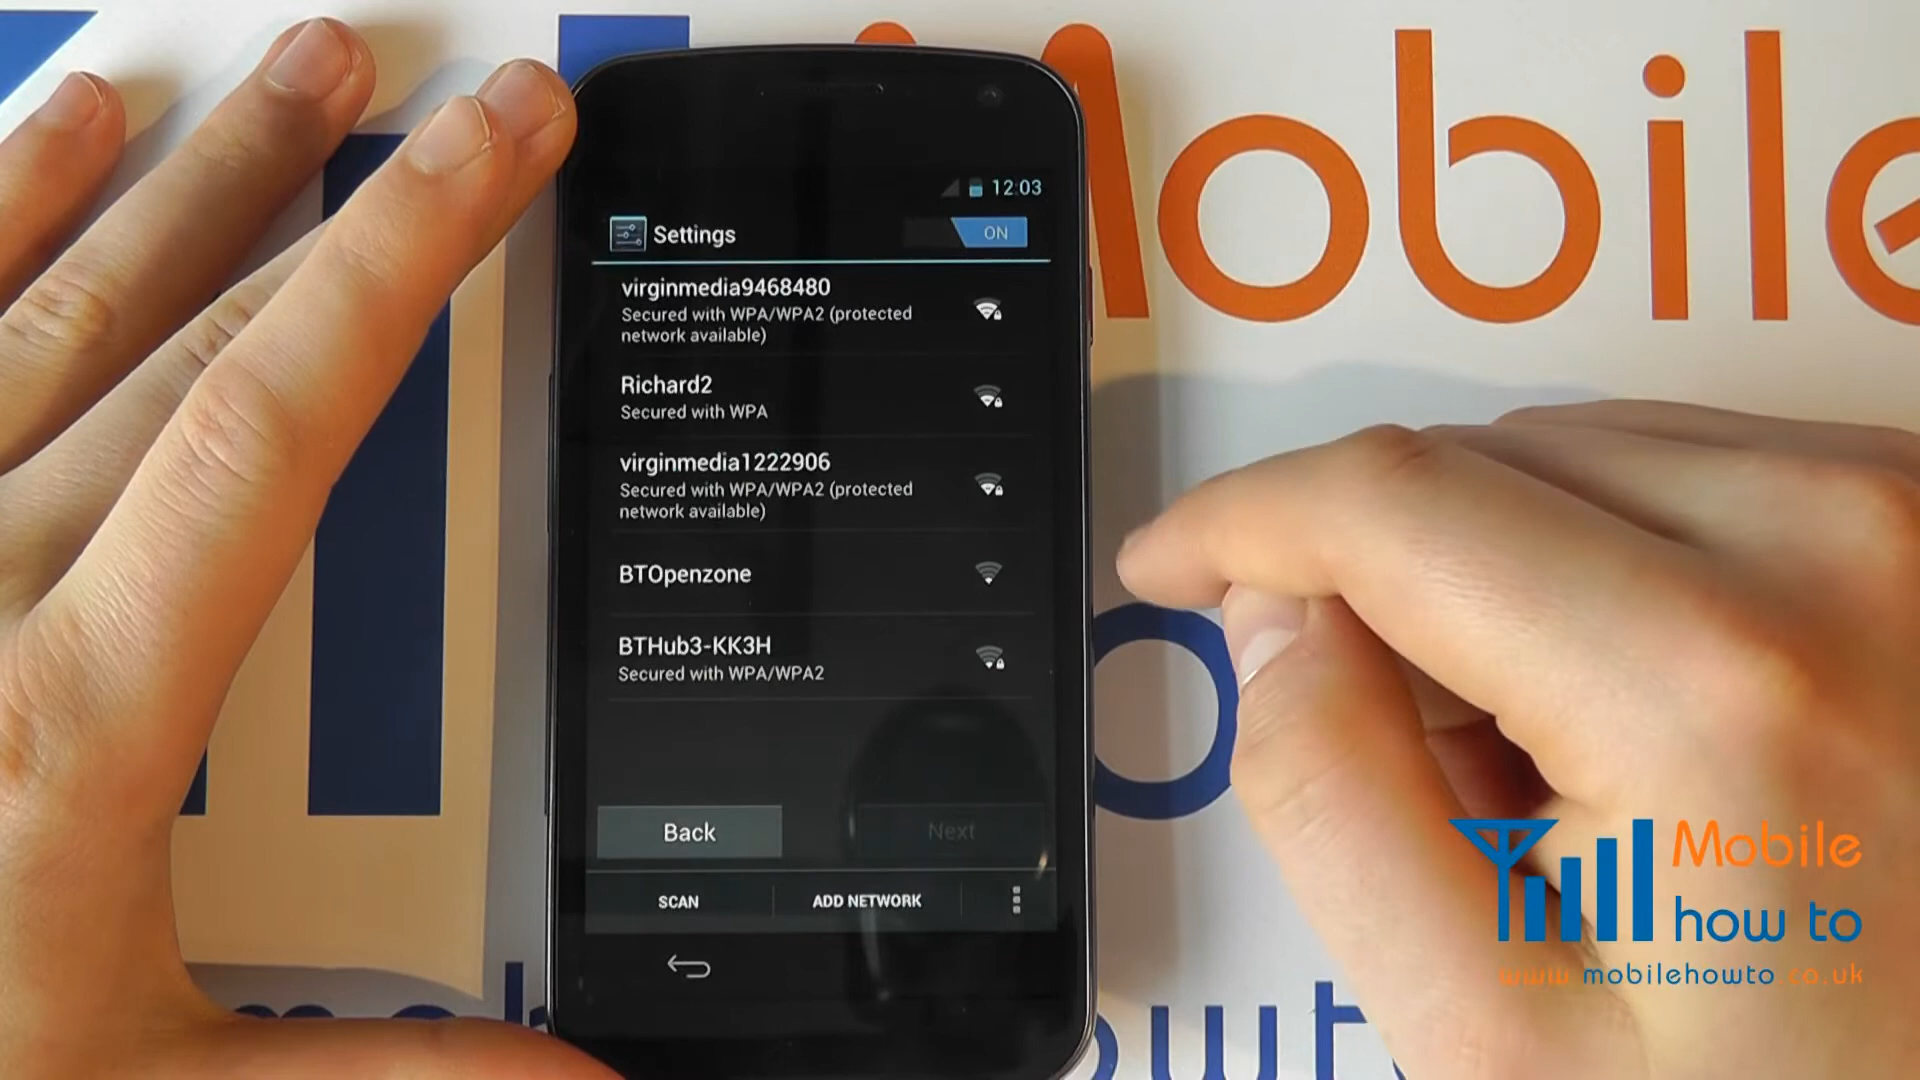 Mobile
12:03
Settings
ON
virginmedia9468480
Secured with WPA/WPA2 (protected
network available)
Richard2
Secured with WPA
virginmedia1222906
Secured with WPA/WPA2 (protected
network available)
BTOpenzone
BTHub3-KK3H
Secured with WPA/WPA2
Back
Next
SCAN
ADD NETWORK
Mobile
how to
www.mobilehowto.co.uk